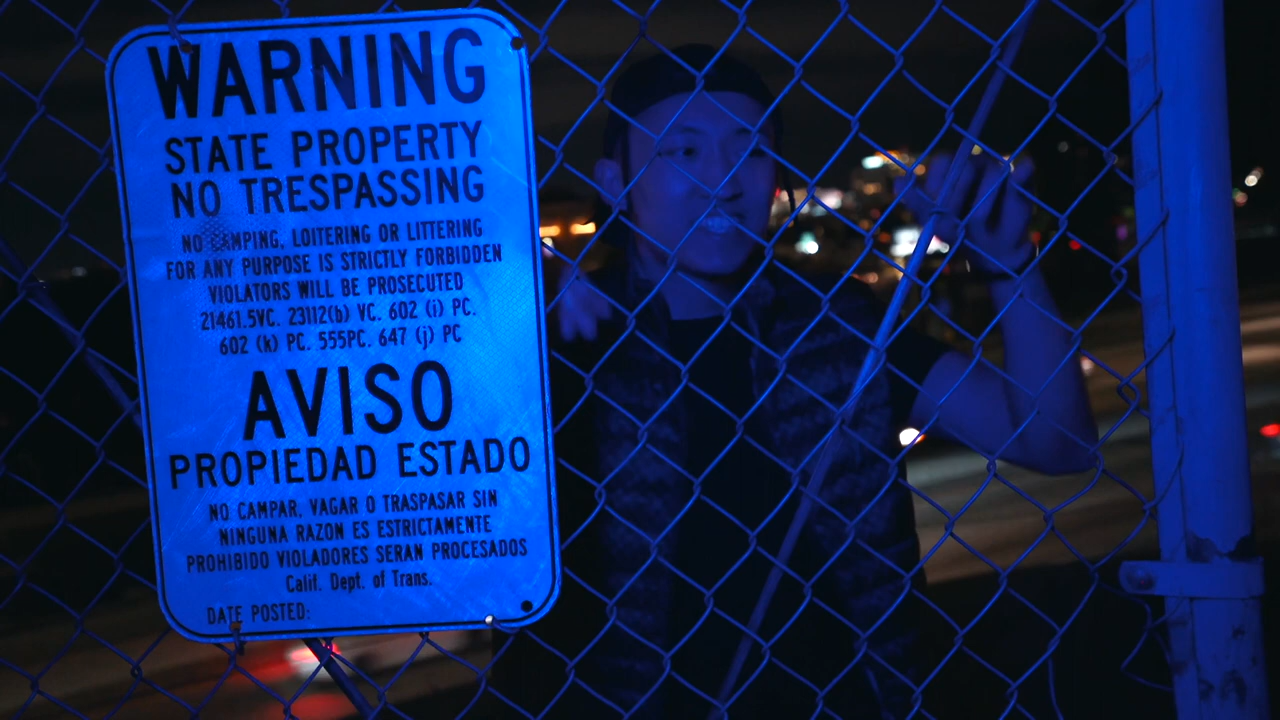 WARNING
STATE PROPERTY
NO TRESPASSING
NO CAMPING, LOITERING OR LITTERING
FOR ANY PURPOSE IS STRICTLY FORBIDDEN
VIOLATORS WILL BE PROSECUTED
21461.5VC. 23112(b) VC. 602 (i) PC.
602 (k) PC. 555PC. 647 (j) PC
AVISO
PROPIEDAD ESTADO
NO CAMPAR, VAGAR O TRASPASAR SIN
NINGUNA RAZON ES ESTRICTAMENTE
PROHIBIDO VIOLADORES SERAN PROCESADOS
Calif. Dept. of Trans.
DATE POSTED: